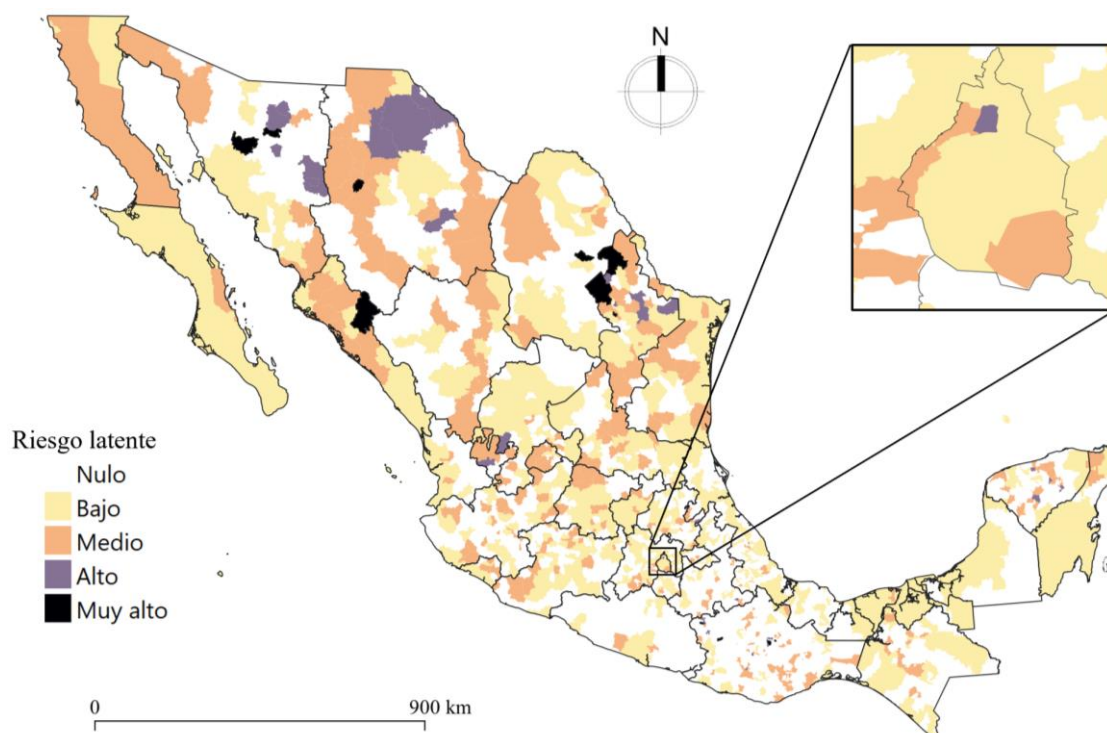 N
Riesgo latente
Nulo
Bajo
Medio
Alto
Muy alto
0 900 km